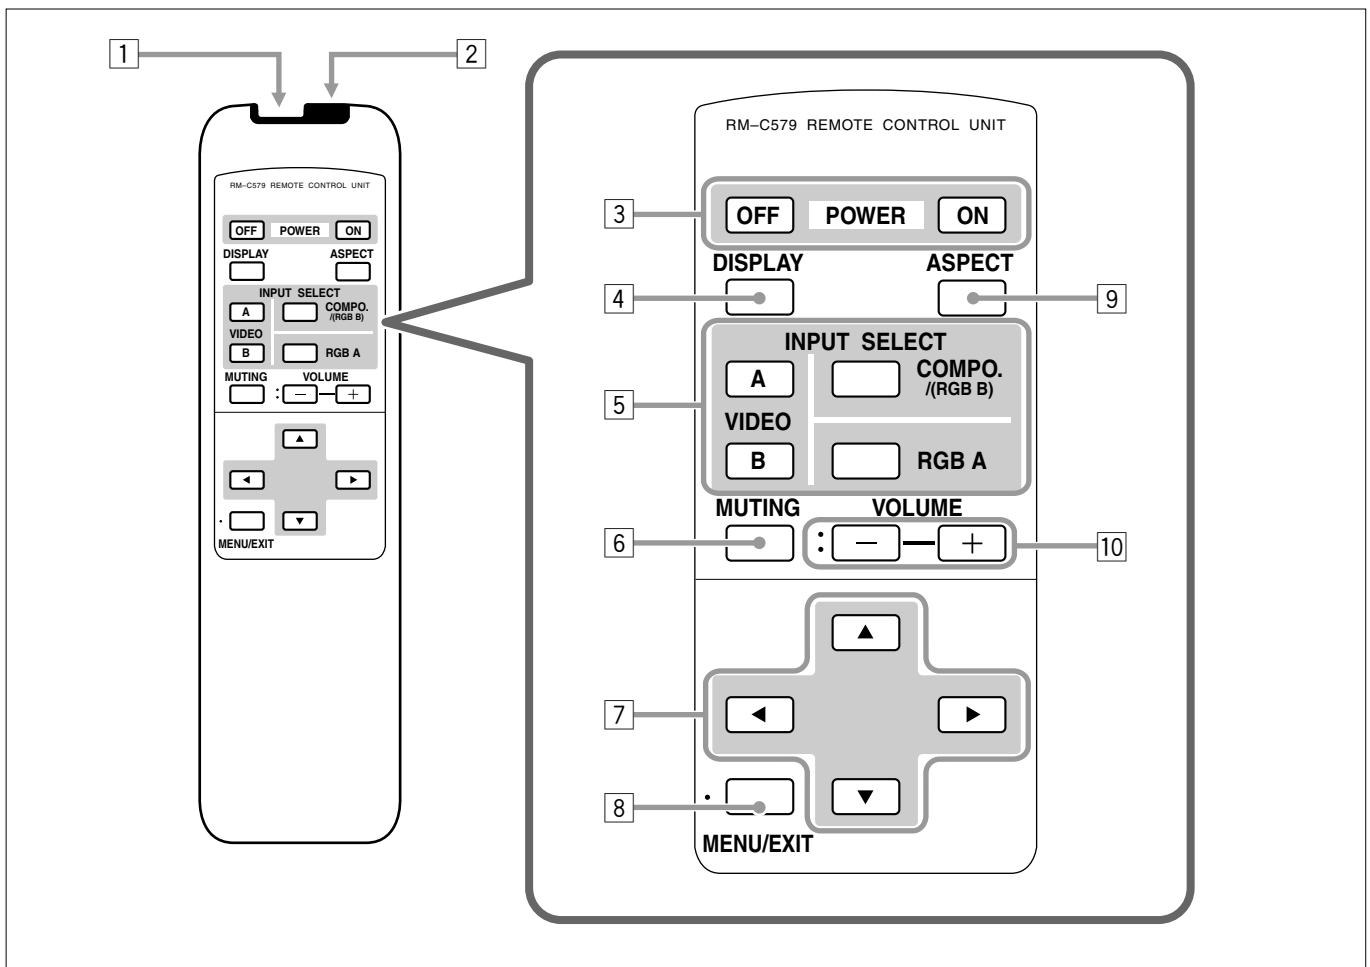 1
2
RM–C579 REMOTE CONTROL UNIT
OFF POWER ON
DISPLAY ASPECT
INPUT SELECT
A COMPO.
/(RGB B)
VIDEO
B RGB A
MUTING VOLUME
: − +
MENU/EXIT
RM–C579 REMOTE CONTROL UNIT
3 OFF POWER ON
DISPLAY ASPECT
4 9
INPUT SELECT
A COMPO.
/(RGB B)
5
VIDEO
B RGB A
MUTING VOLUME
6 : − + 10
7
8
MENU/EXIT